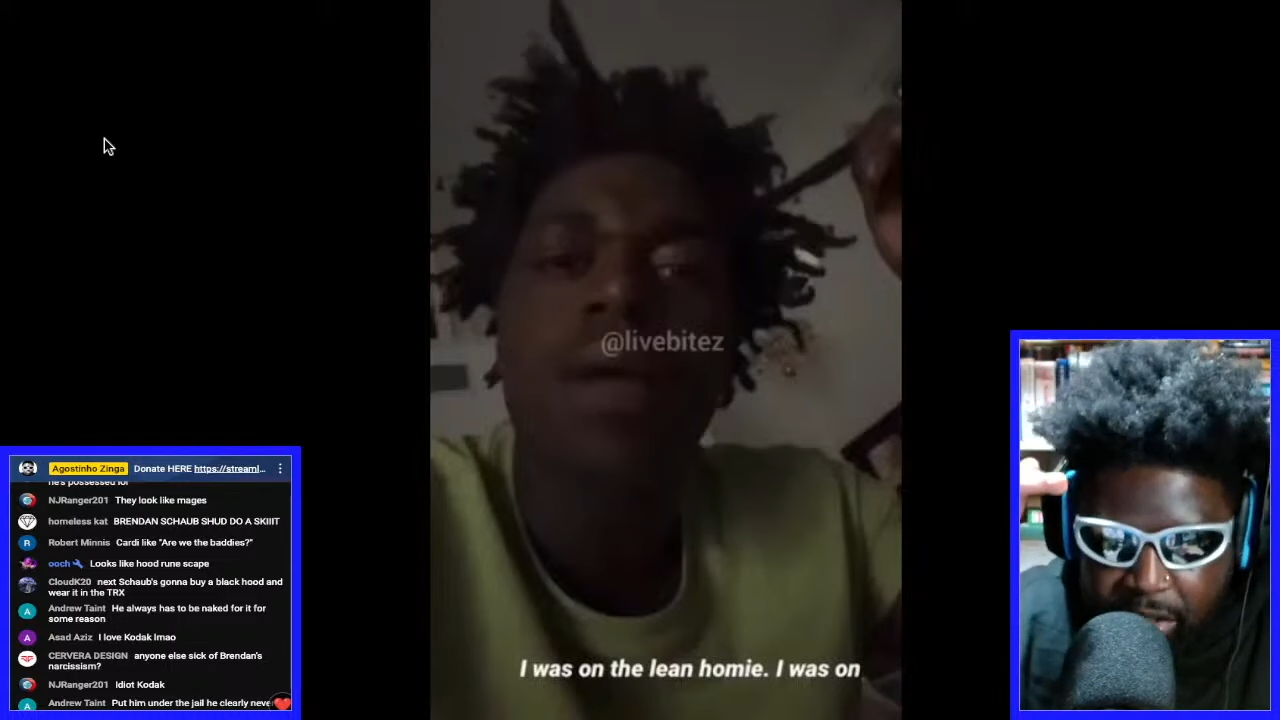 @livebitez
I was on the lean homie. I was on
Agostinho Zinga Donate HERE https://streaml...
he's possessed lol
NJRanger201 They look like mages
homeless kat BRENDAN SCHAUB SHUD DO A SKIIIT
R Robert Minnis Cardi like "Are we the baddies?"
ooch Looks like hood rune scape
CloudK20 next Schaub's gonna buy a black hood and
wear it in the TRX
A Andrew Taint He always has to be naked for it for
some reason
A Asad Aziz I love Kodak lmao
CERVERA DESIGN anyone else sick of Brendan's
narcissism?
NJRanger201 Idiot Kodak
A Andrew Taint Put him under the jail he clearly neve